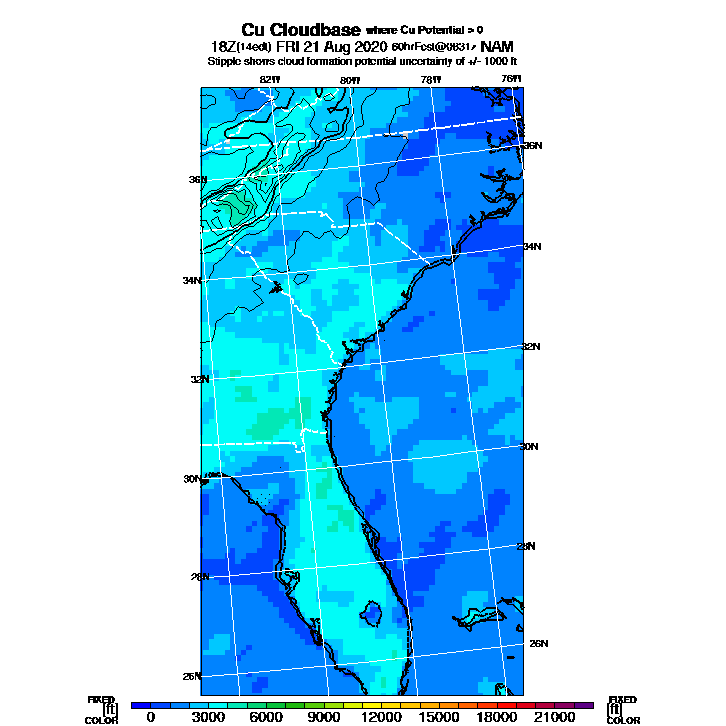 Cu Cloudbase where Cu Potential > 0
18Z(14edt) FRI 21 Aug 2020 60hrFcst@0831z NAM
Stipple shows cloud formation potential uncertainty of +/- 1000 ft
82W 80W 78W 76W
36N 36N
34N 34N
32N 32N
30N 30N
28N 28N
26N 26N
FIXED FIXED
[ft] [ft]
COLOR COLOR
0 3000 6000 9000 12000 15000 18000 21000